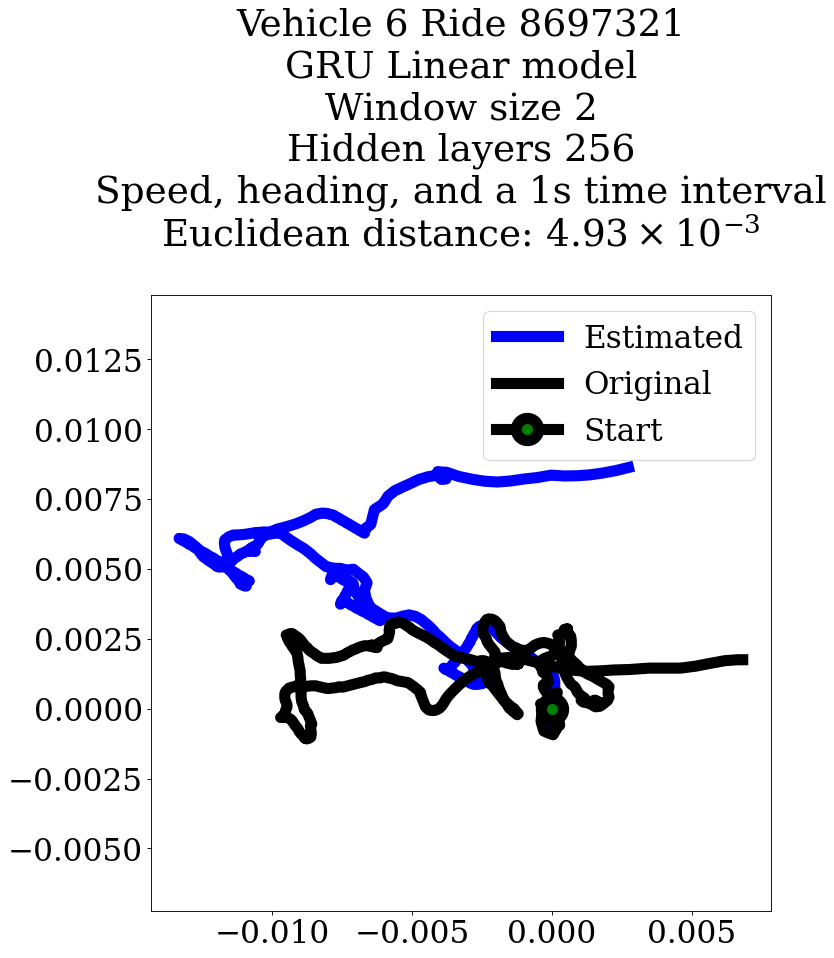 Vehicle 6 Ride 8697321
GRU Linear model
Window size 2
Hidden layers 256
Speed, heading, and a 1s time interval
Euclidean distance: 4.93 × 10⁻³
Estimated
Original
Start
0.0125
0.0100
0.0075
0.0050
0.0025
0.0000
−0.0025
−0.0050
−0.010 −0.005 0.000 0.005